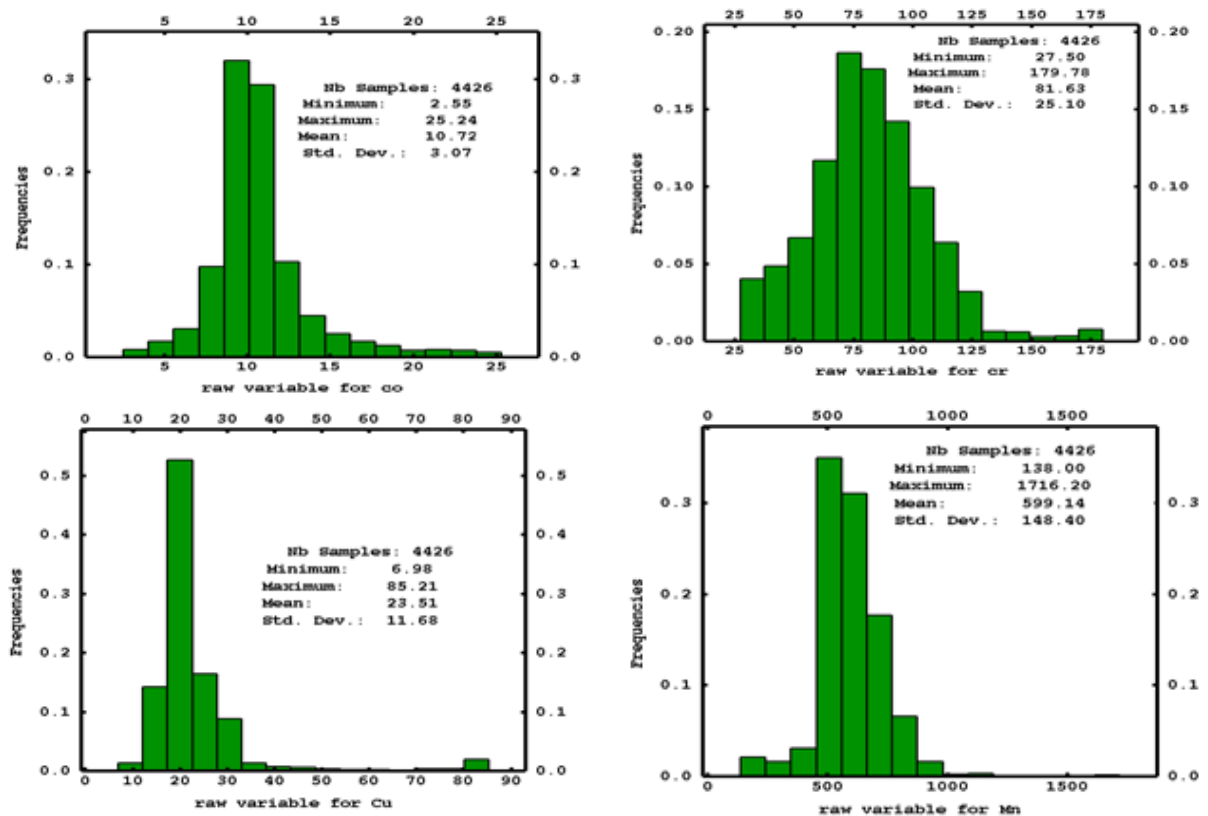 5 10 15 20 25
0.3 0.3
Nb Samples: 4426
Minimum: 2.55
Maximum: 25.24
Mean: 10.72
Std. Dev.: 3.07
0.2 0.2
Frequencies
0.1 0.1
0.0 0.0
5 10 15 20 25
raw variable for co
25 50 75 100 125 150 175
0.20 0.20
Nb Samples: 4426
Minimum: 27.50
Maximum: 179.78
Mean: 81.63
Std. Dev.: 25.10
0.15 0.15
Frequencies
0.10 0.10
0.05 0.05
0.00 0.00
25 50 75 100 125 150 175
raw variable for cr
0 10 20 30 40 50 60 70 80 90
0.5 0.5
0.4 0.4
Nb Samples: 4426
Minimum: 6.98
Maximum: 85.21
Mean: 23.51
Std. Dev.: 11.68
0.3 0.3
Frequencies
0.2 0.2
0.1 0.1
0.0 0.0
0 10 20 30 40 50 60 70 80 90
raw variable for Cu
0 500 1000 1500
Nb Samples: 4426
Minimum: 138.00
Maximum: 1716.20
Mean: 599.14
Std. Dev.: 148.40
0.3 0.3
0.2 0.2
Frequencies
0.1 0.1
0.0 0.0
0 500 1000 1500
raw variable for Mn